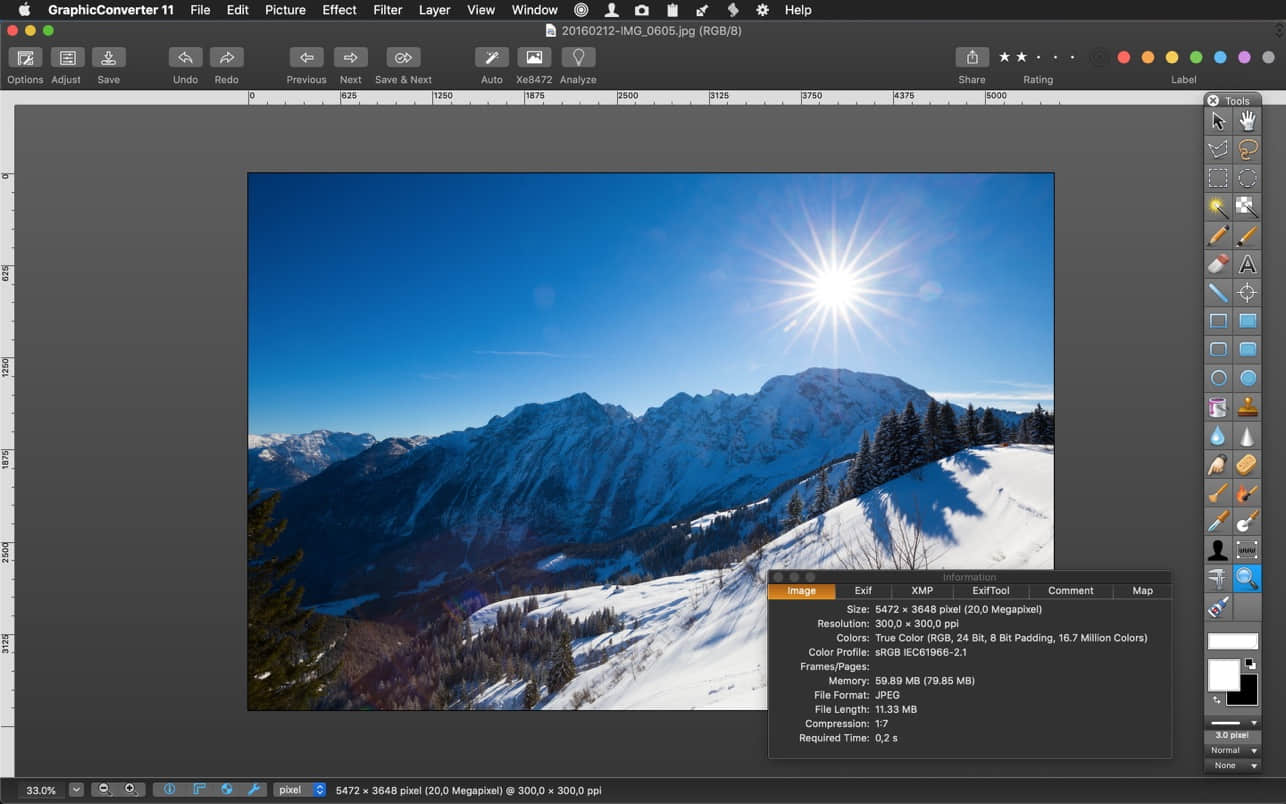 GraphicConverter 11 File Edit Picture Effect Filter Layer View Window Help
20160212-IMG_0605.jpg (RGB/8)
Options Adjust Save Undo Redo Previous Next Save & Next Auto Xe8472 Analyze Share Rating Label
0 625 1250 1875 2500 3125 3750 4375 5000
Tools
0
625
1250
1875
2500
3125
Information
Image Exif XMP ExifTool Comment Map
Size: 5472 × 3648 pixel (20,0 Megapixel)
Resolution: 300,0 × 300,0 ppi
Colors: True Color (RGB, 24 Bit, 8 Bit Padding, 16.7 Million Colors)
Color Profile: sRGB IEC61966-2.1
Frames/Pages:
Memory: 59.89 MB (79.85 MB)
File Format: JPEG
File Length: 11.33 MB
Compression: 1:7
Required Time: 0,2 s
3.0 pixel
Normal
None
33.0% pixel 5472 × 3648 pixel (20,0 Megapixel) @ 300,0 × 300,0 ppi